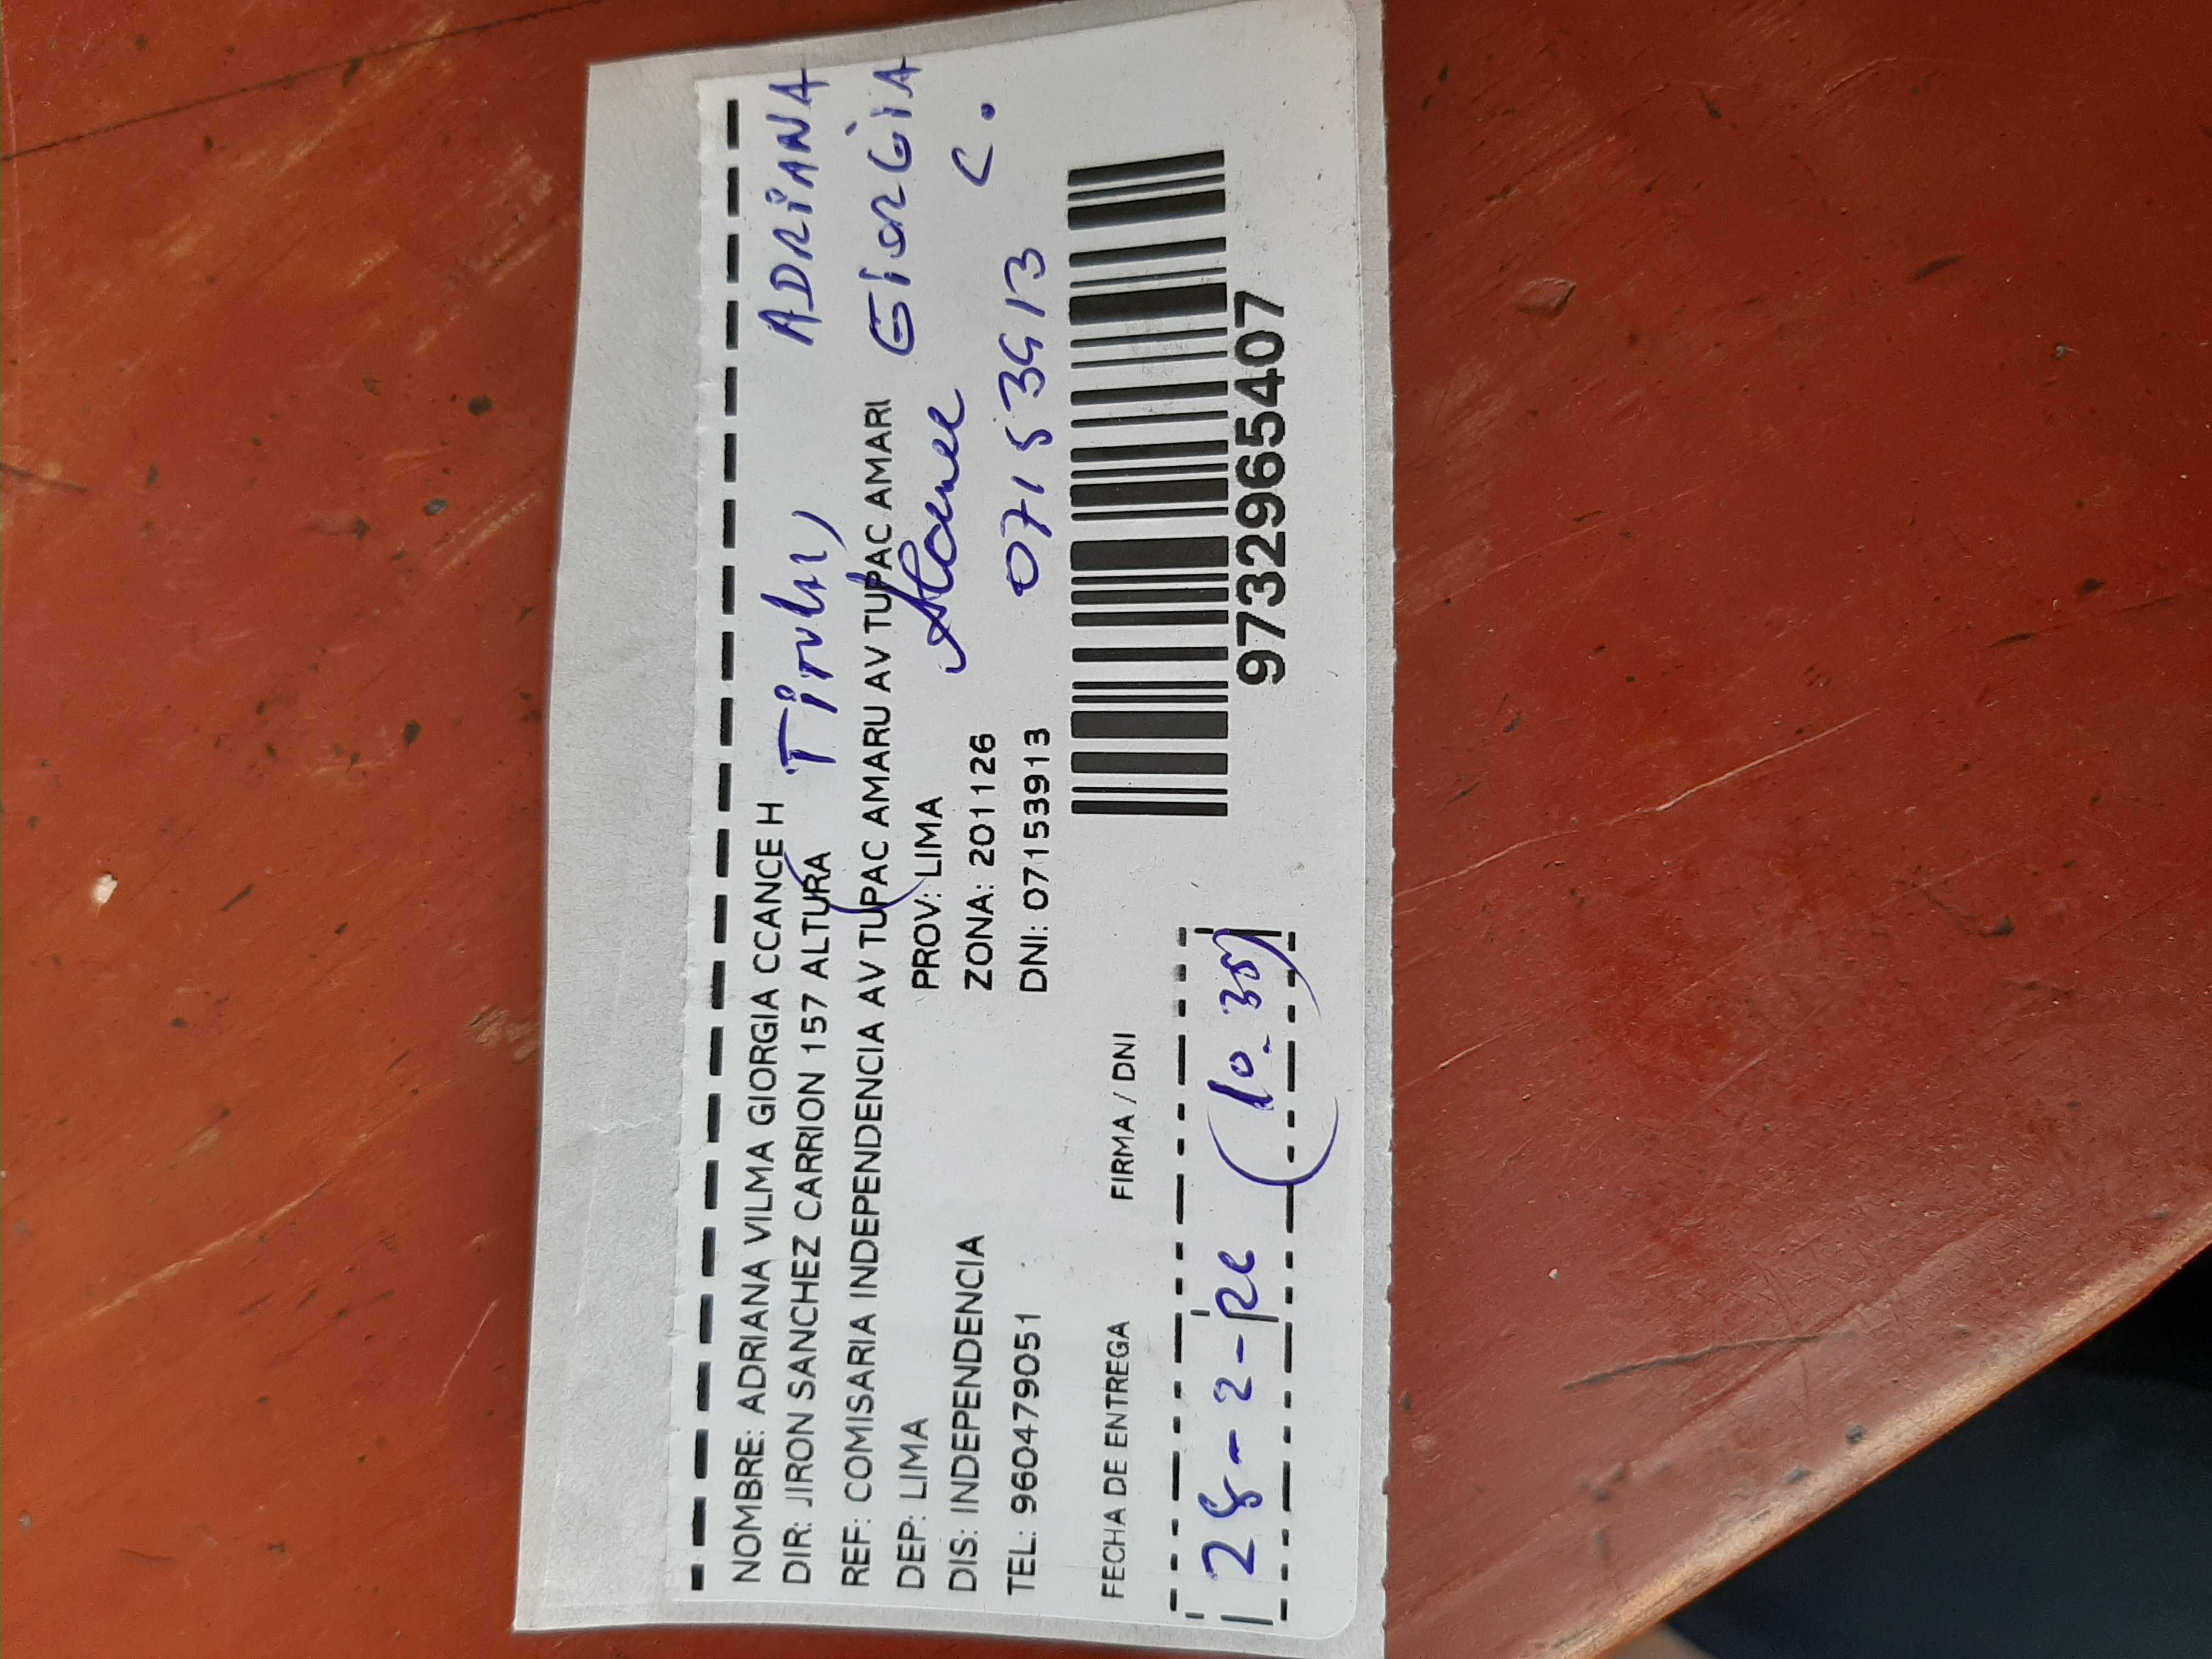 NOMBRE: ADRIANA VILMA GIORGIA CCANCE H
DIR: JIRON SANCHEZ CARRION 157 ALTURA
ADRIANA
REF: COMISARIA INDEPENDENCIA AV TUPAC AMARU AV TUPAC AMARI
GIORGIA
DEP: LIMA PROV: LIMA
C.
DIS: INDEPENDENCIA ZONA: 201126
TEL: 960479051 DNI: 07153913
07153913
FECHA DE ENTREGA FIRMA / DNI
9732965407